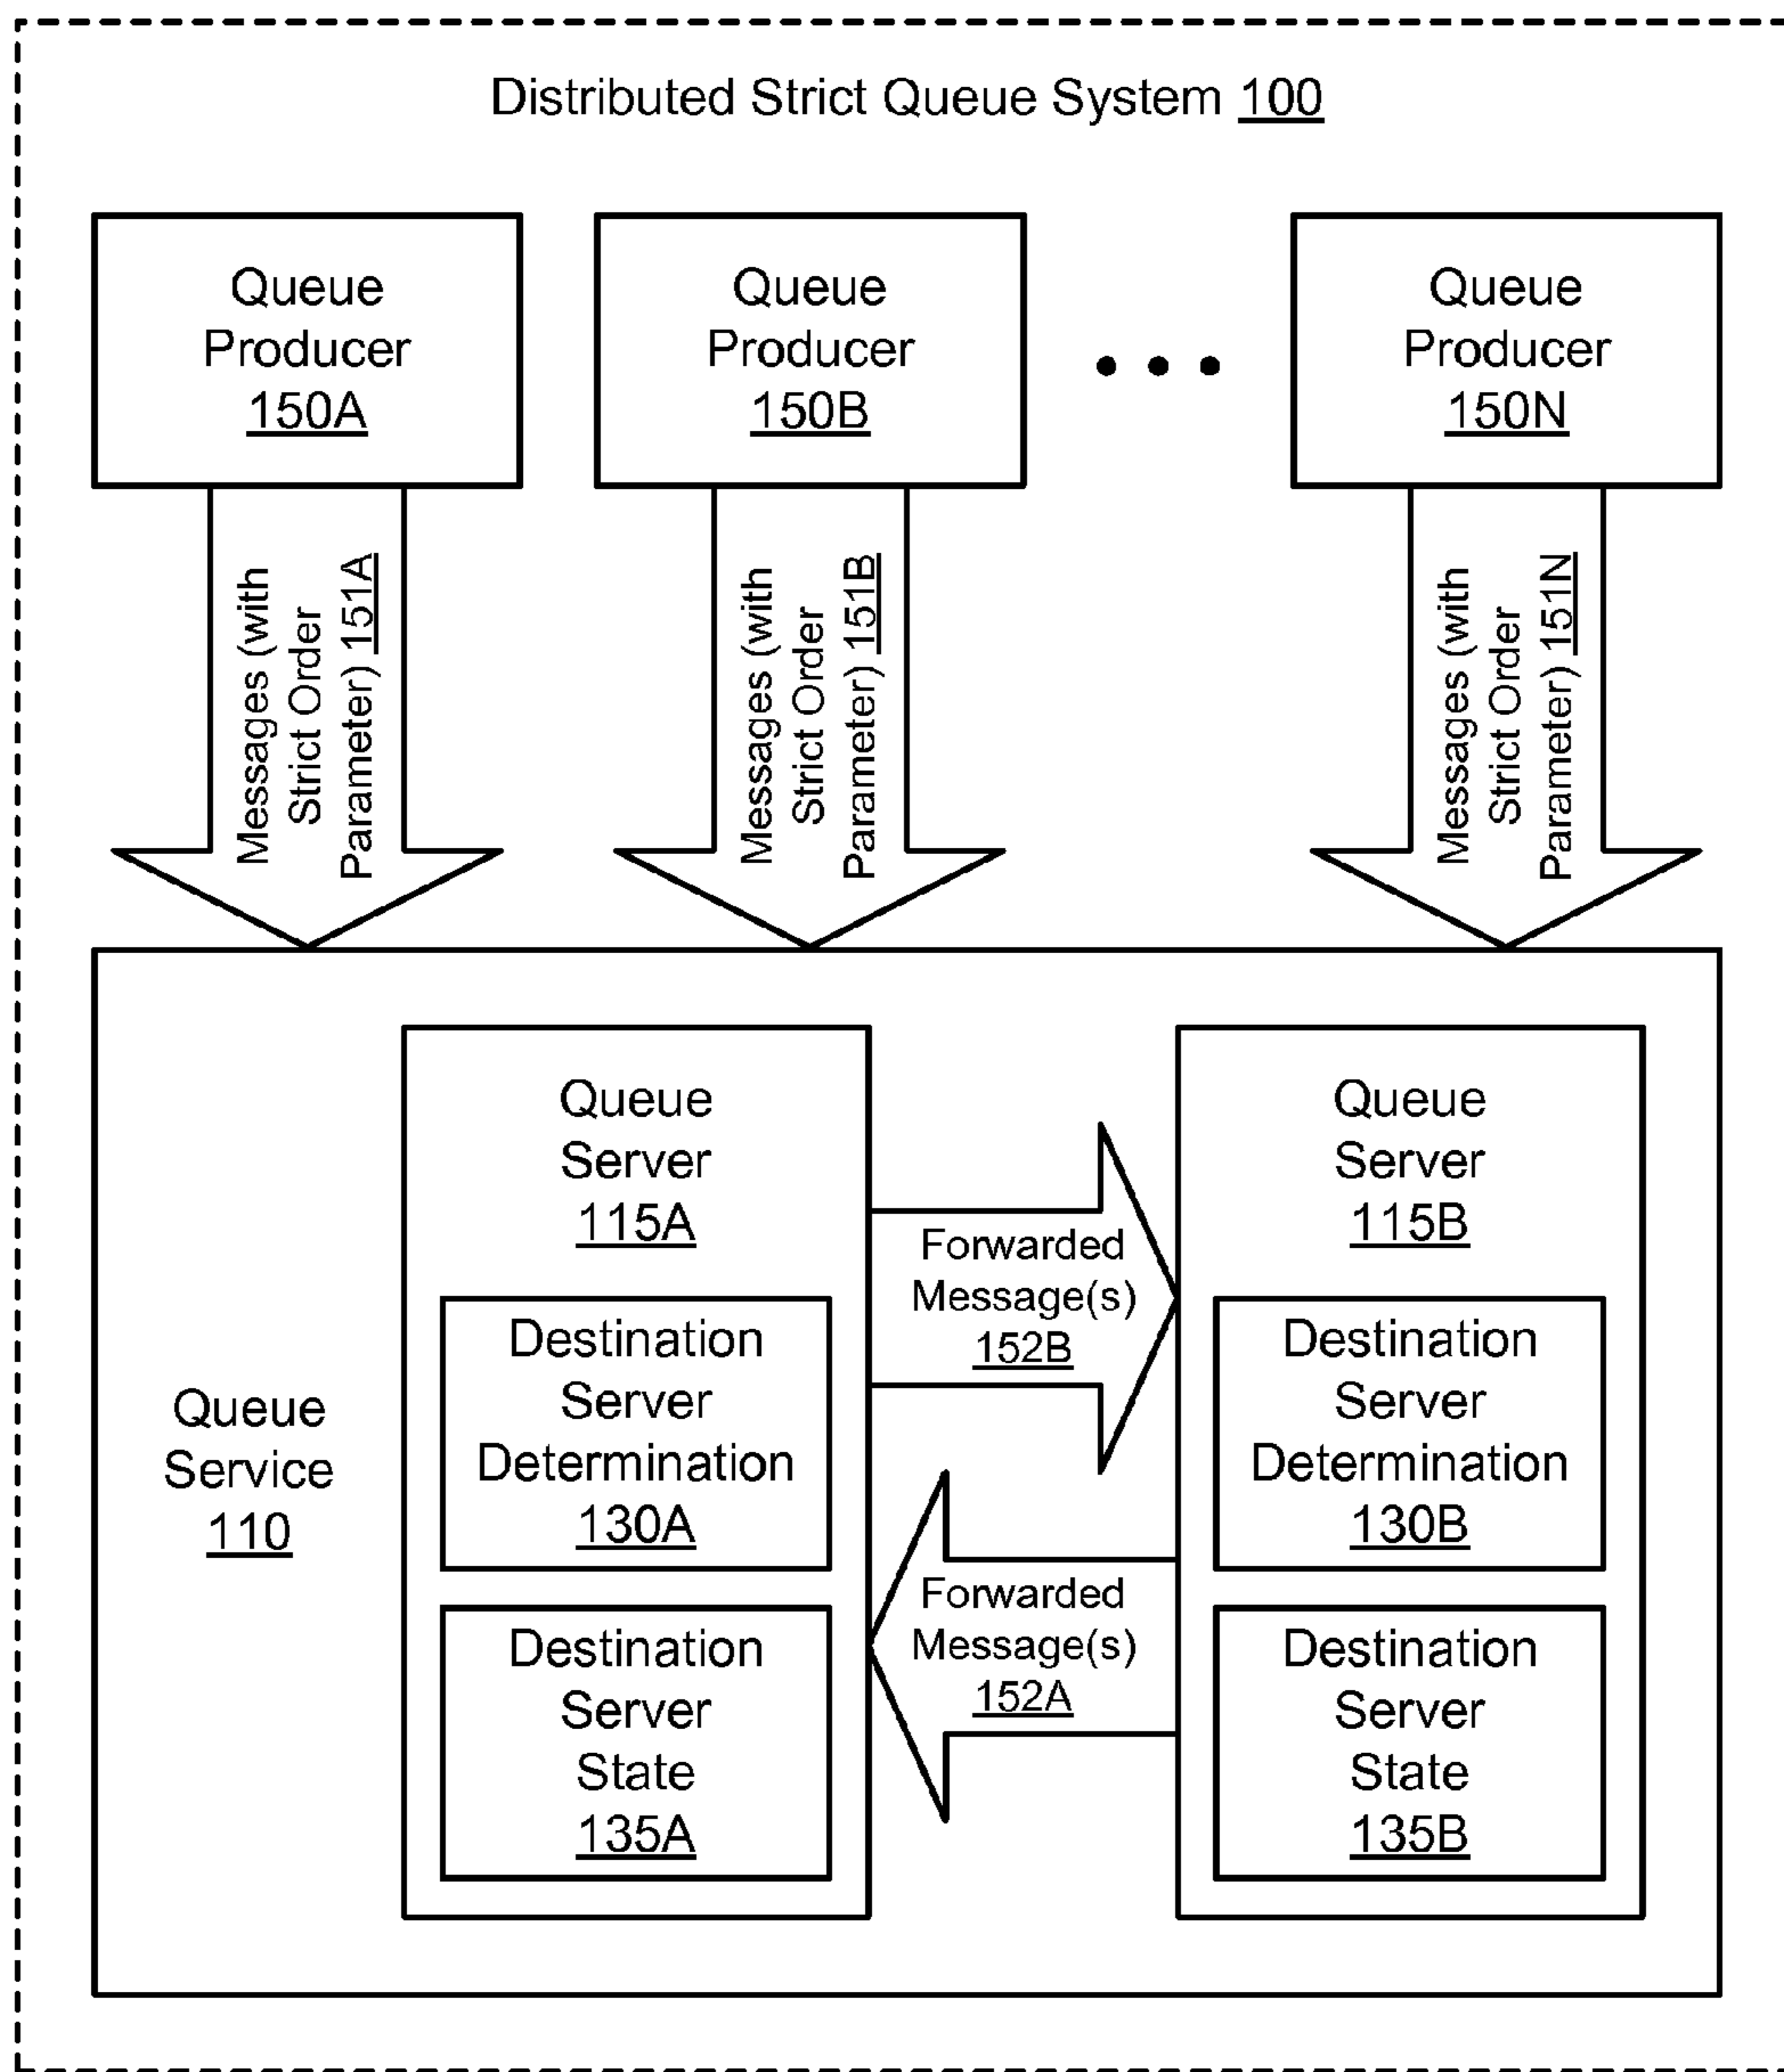 Distributed Strict Queue System 100
Queue
Producer
150A
Queue
Producer
150B
Queue
Producer
150N
Messages (with
Strict Order
Parameter) 151A
Messages (with
Strict Order
Parameter) 151B
Messages (with
Strict Order
Parameter) 151N
Queue
Service
110
Queue
Server
115A
Destination
Server
Determination
130A
Destination
Server
State
135A
Forwarded
Message(s)
152B
Forwarded
Message(s)
152A
Queue
Server
115B
Destination
Server
Determination
130B
Destination
Server
State
135B